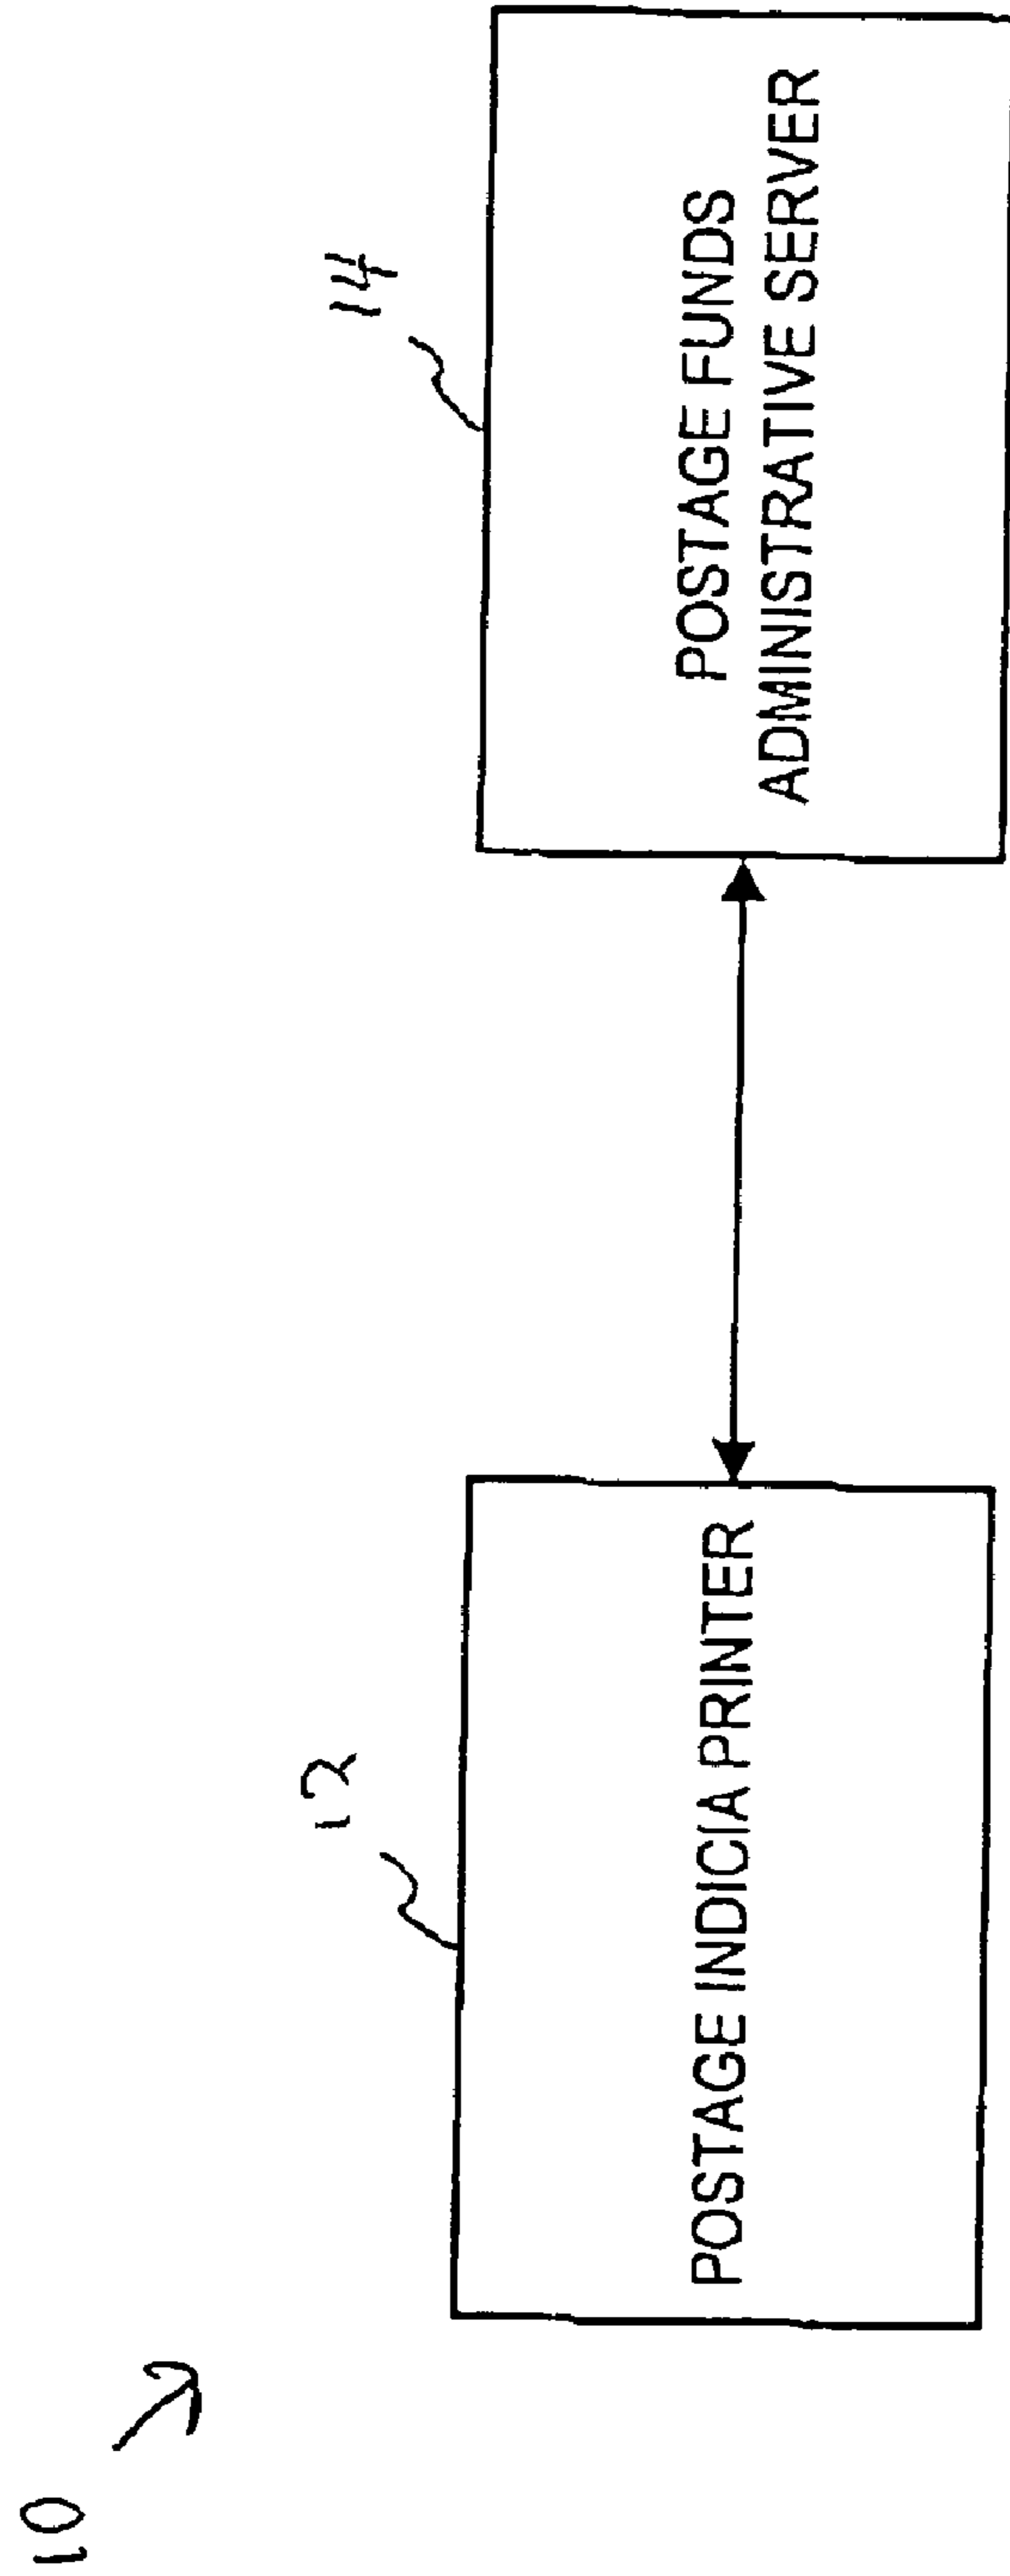 10
12
POSTAGE INDICIA PRINTER
14
POSTAGE FUNDS
ADMINISTRATIVE SERVER